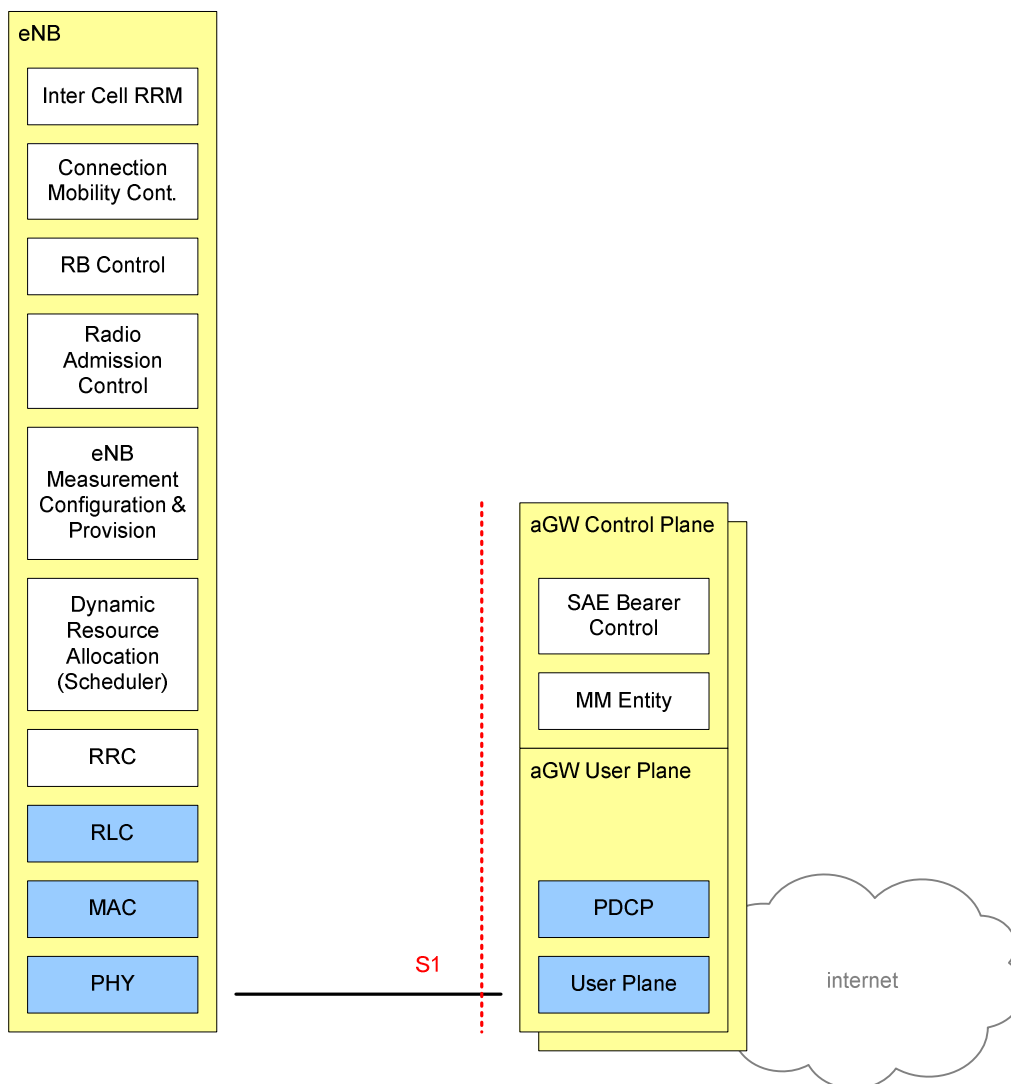 eNB
Inter Cell RRM
Connection
Mobility Cont.
RB Control
Radio
Admission
Control
eNB
Measurement
Configuration &
Provision
Dynamic
Resource
Allocation
(Scheduler)
RRC
RLC
MAC
PHY
S1
aGW Control Plane
SAE Bearer
Control
MM Entity
aGW User Plane
PDCP
User Plane
internet